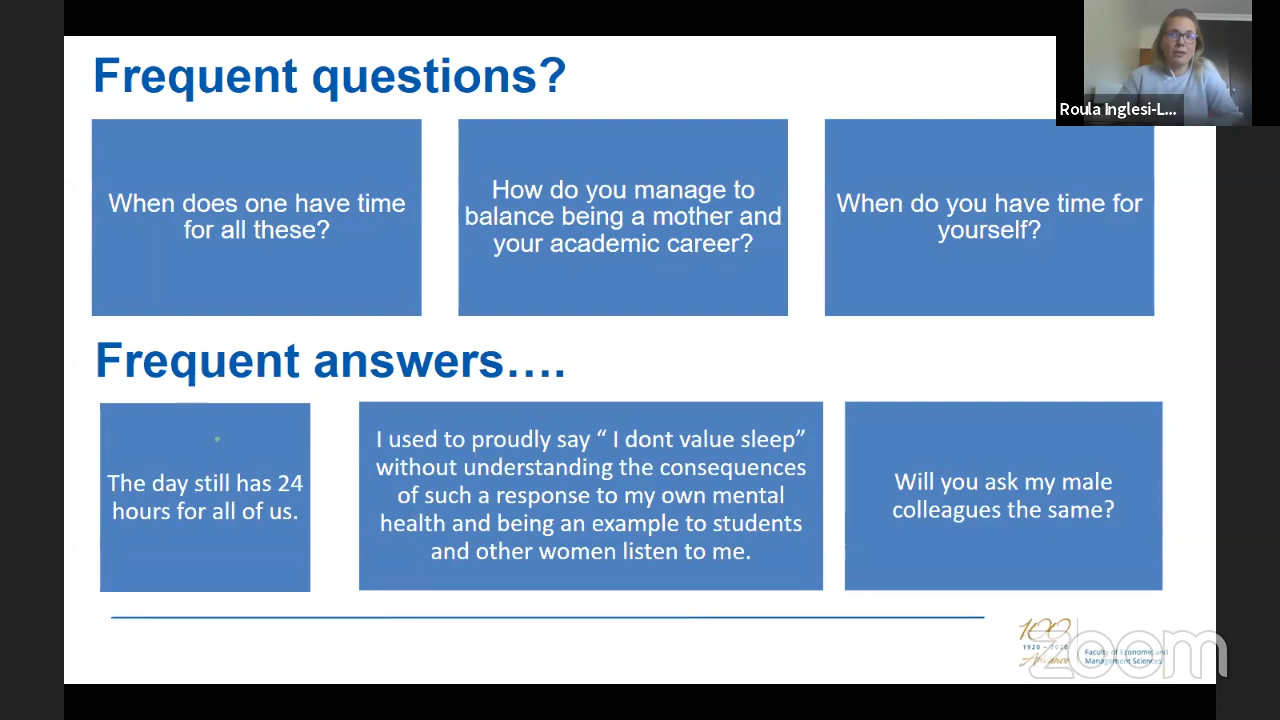 Frequent questions?
Roula Inglesi-L...
When does one have time
for all these?
How do you manage to
balance being a mother and
your academic career?
When do you have time for
yourself?
Frequent answers….
The day still has 24
hours for all of us.
I used to proudly say “ I dont value sleep”
without understanding the consequences
of such a response to my own mental
health and being an example to students
and other women listen to me.
Will you ask my male
colleagues the same?
100
1920 - 2020
Faculty of Economic and
Management Sciences
zoom